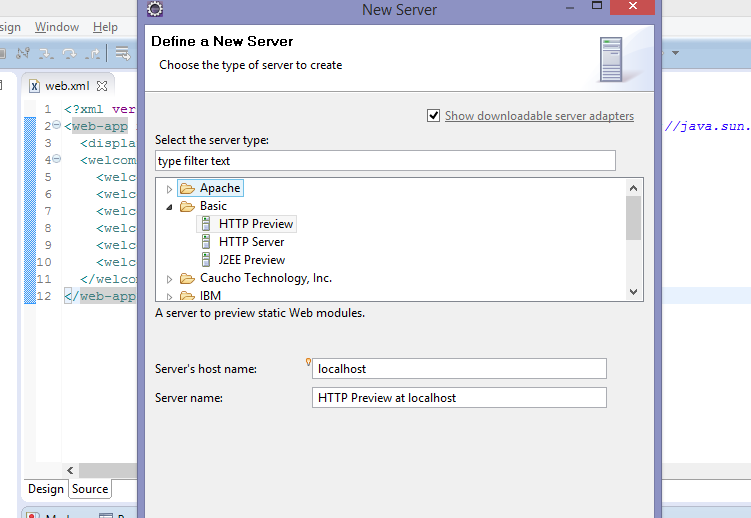 New Server
sign Window Help
Define a New Server
Choose the type of server to create
web.xml
Show downloadable server adapters
1 <?xml ver
2 <web-app //java.sun.
3 <displa
4 <welcom
5 <welc
6 <welc
7 <welc
8 <welc
9 <welc
10 <welc
11 </welcom
12 </web-app
Select the server type:
type filter text
Apache
Basic
HTTP Preview
HTTP Server
J2EE Preview
Caucho Technology, Inc.
IBM
A server to preview static Web modules.
Server's host name: localhost
Server name: HTTP Preview at localhost
Design Source